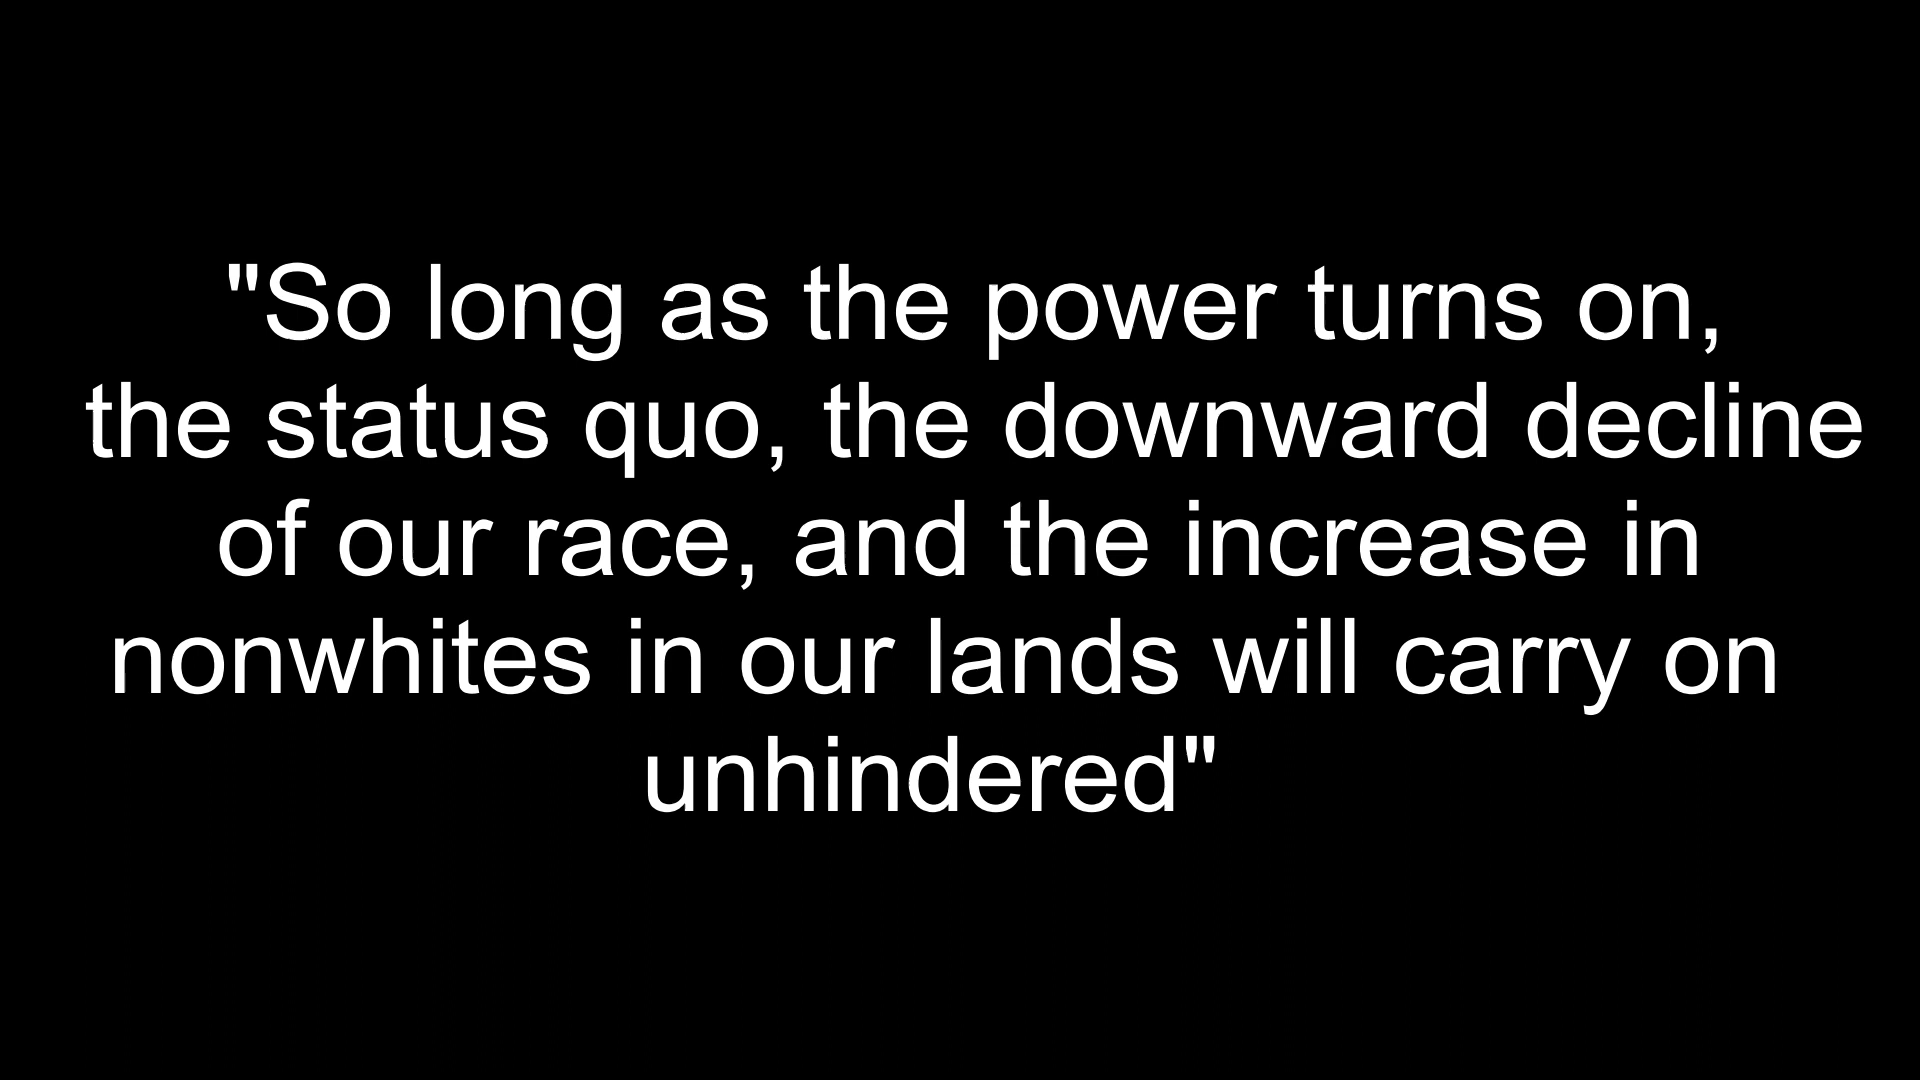 "So long as the power turns on,
the status quo, the downward decline
of our race, and the increase in
nonwhites in our lands will carry on
unhindered"